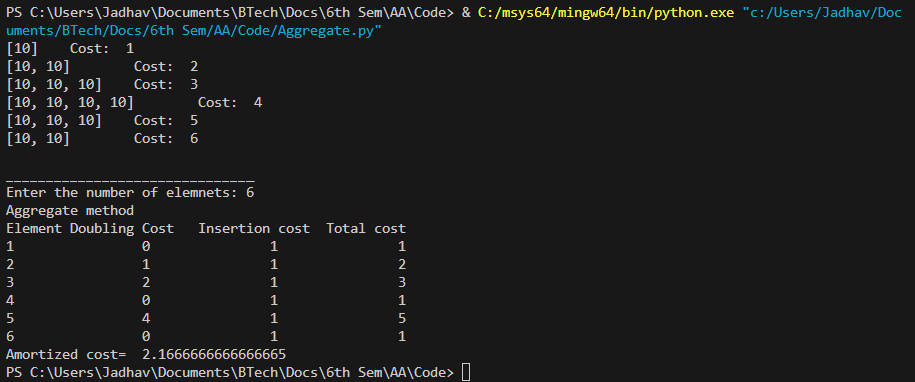 PS C:\Users\Jadhav\Documents\BTech\Docs\6th Sem\AA\Code> & C:/msys64/mingw64/bin/python.exe "c:/Users/Jadhav/Doc
uments/BTech/Docs/6th Sem/AA/Code/Aggregate.py"
[10]    Cost:  1
[10, 10]        Cost:  2
[10, 10, 10]    Cost:  3
[10, 10, 10, 10]        Cost:  4
[10, 10, 10]    Cost:  5
[10, 10]        Cost:  6
_______________________________
Enter the number of elemnets: 6
Aggregate method
Element Doubling Cost   Insertion cost  Total cost
1                0               1               1
2                1               1               2
3                2               1               3
4                0               1               1
5                4               1               5
6                0               1               1
Amortized cost=  2.1666666666666665
PS C:\Users\Jadhav\Documents\BTech\Docs\6th Sem\AA\Code>